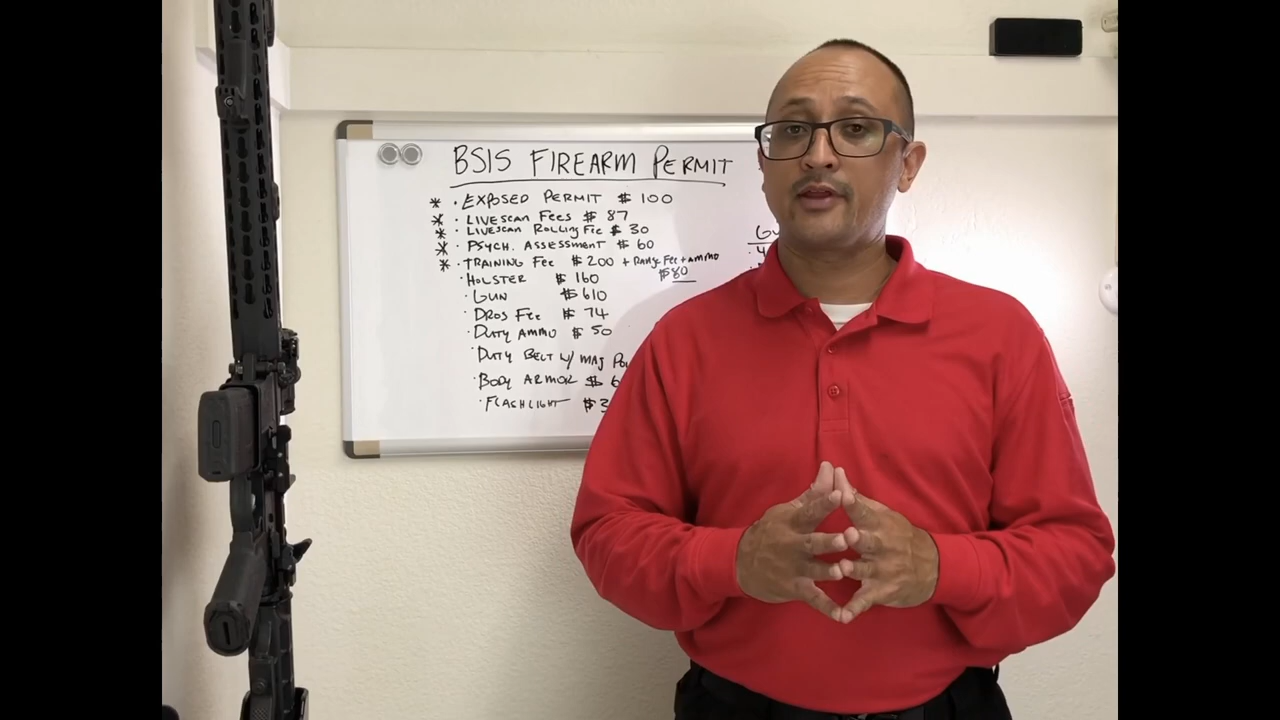 BSIS FIREARM PERMIT
* · EXPOSED PERMIT $ 100
* · LIVESCAN FEES $ 87
* · LIVESCAN ROLLING FEE $ 30
* · PSYCH. ASSESSMENT $ 60
* · TRAINING FEE $ 200 + RANGE FEE + AMMO
$80
· HOLSTER $ 160
· GUN $ 610
· DROS FEE $ 74
· DUTY AMMO $ 50
· DUTY BELT W/ MAG
· BODY ARMOR $
· FLASHLIGHT $